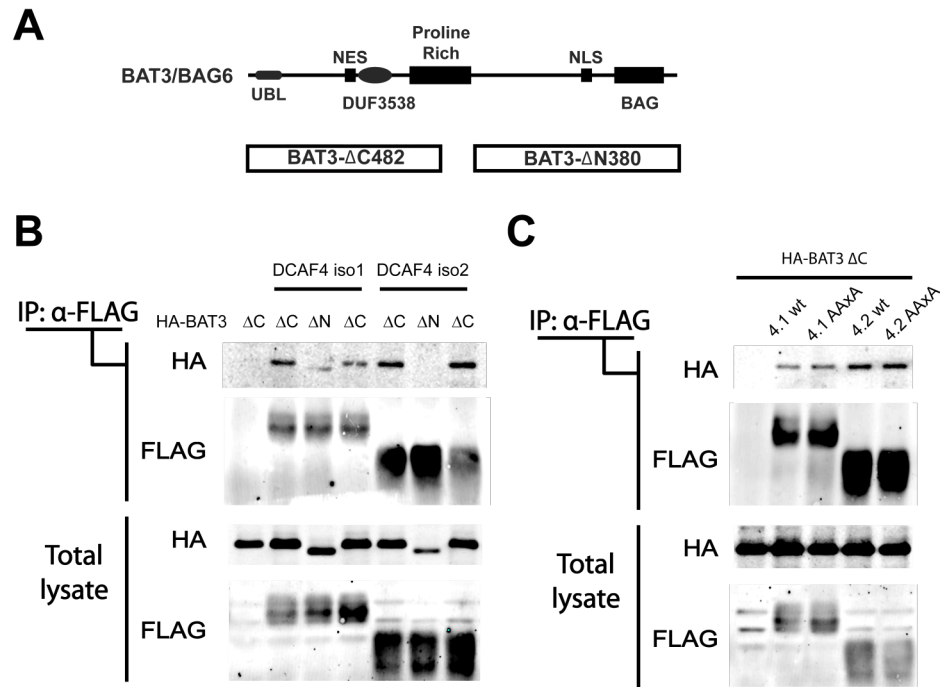 A
Proline
Rich
NES
NLS
BAT3/BAG6
UBL
DUF3538
BAG
BAT3-ΔC482
BAT3-ΔN380
B
DCAF4 iso1 DCAF4 iso2
IP: α-FLAG
HA-BAT3 ΔC ΔC ΔN ΔC ΔC ΔN ΔC
HA
FLAG
Total
lysate
HA
FLAG
C
HA-BAT3 ΔC
IP: α-FLAG
4.1 wt 4.1 AAxA 4.2 wt 4.2 AAxA
HA
FLAG
Total
lysate
HA
FLAG